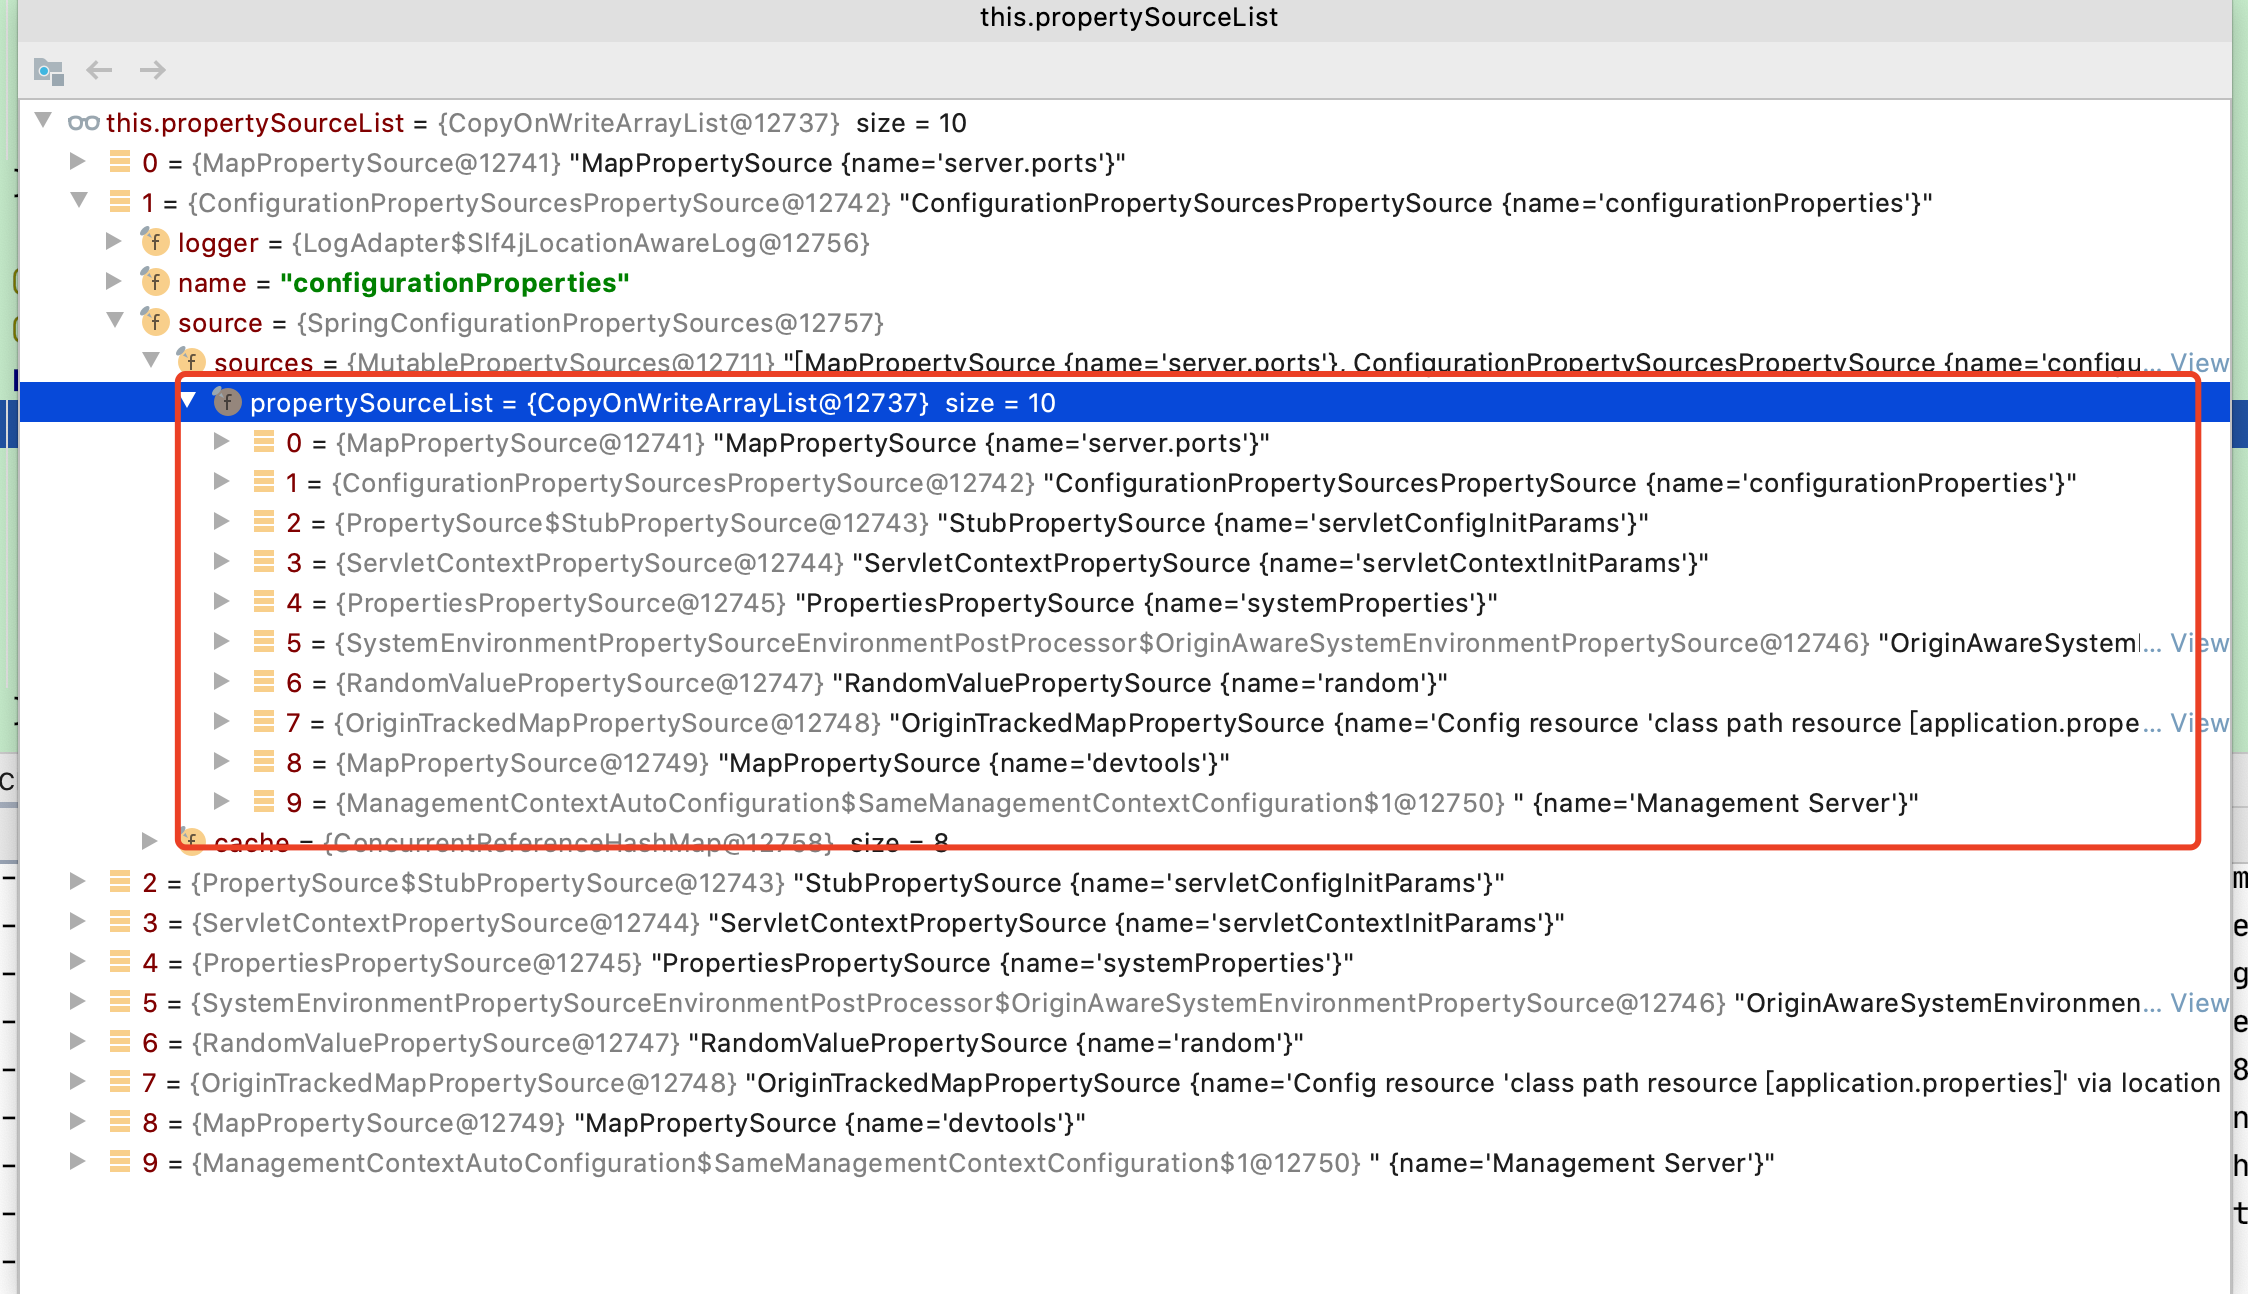 this.propertySourceList
this.propertySourceList = {CopyOnWriteArrayList@12737} size = 10
0 = {MapPropertySource@12741} "MapPropertySource {name='server.ports'}"
1 = {ConfigurationPropertySourcesPropertySource@12742} "ConfigurationPropertySourcesPropertySource {name='configurationProperties'}"
logger = {LogAdapter$Slf4jLocationAwareLog@12756}
name = "configurationProperties"
source = {SpringConfigurationPropertySources@12757}
sources = {MutablePropertySources@12711} "[MapPropertySource {name='server.ports'}, ConfigurationPropertySourcesPropertySource {name='configu... View
propertySourceList = {CopyOnWriteArrayList@12737} size = 10
0 = {MapPropertySource@12741} "MapPropertySource {name='server.ports'}"
1 = {ConfigurationPropertySourcesPropertySource@12742} "ConfigurationPropertySourcesPropertySource {name='configurationProperties'}"
2 = {PropertySource$StubPropertySource@12743} "StubPropertySource {name='servletConfigInitParams'}"
3 = {ServletContextPropertySource@12744} "ServletContextPropertySource {name='servletContextInitParams'}"
4 = {PropertiesPropertySource@12745} "PropertiesPropertySource {name='systemProperties'}"
5 = {SystemEnvironmentPropertySourceEnvironmentPostProcessor$OriginAwareSystemEnvironmentPropertySource@12746} "OriginAwareSystem... View
6 = {RandomValuePropertySource@12747} "RandomValuePropertySource {name='random'}"
7 = {OriginTrackedMapPropertySource@12748} "OriginTrackedMapPropertySource {name='Config resource 'class path resource [application.prope... View
8 = {MapPropertySource@12749} "MapPropertySource {name='devtools'}"
9 = {ManagementContextAutoConfiguration$SameManagementContextConfiguration$1@12750} " {name='Management Server'}"
cache = {ConcurrentReferenceHashMap@12758} size = 8
2 = {PropertySource$StubPropertySource@12743} "StubPropertySource {name='servletConfigInitParams'}"
3 = {ServletContextPropertySource@12744} "ServletContextPropertySource {name='servletContextInitParams'}"
4 = {PropertiesPropertySource@12745} "PropertiesPropertySource {name='systemProperties'}"
5 = {SystemEnvironmentPropertySourceEnvironmentPostProcessor$OriginAwareSystemEnvironmentPropertySource@12746} "OriginAwareSystemEnvironmen... View
6 = {RandomValuePropertySource@12747} "RandomValuePropertySource {name='random'}"
7 = {OriginTrackedMapPropertySource@12748} "OriginTrackedMapPropertySource {name='Config resource 'class path resource [application.properties]' via location
8 = {MapPropertySource@12749} "MapPropertySource {name='devtools'}"
9 = {ManagementContextAutoConfiguration$SameManagementContextConfiguration$1@12750} " {name='Management Server'}"